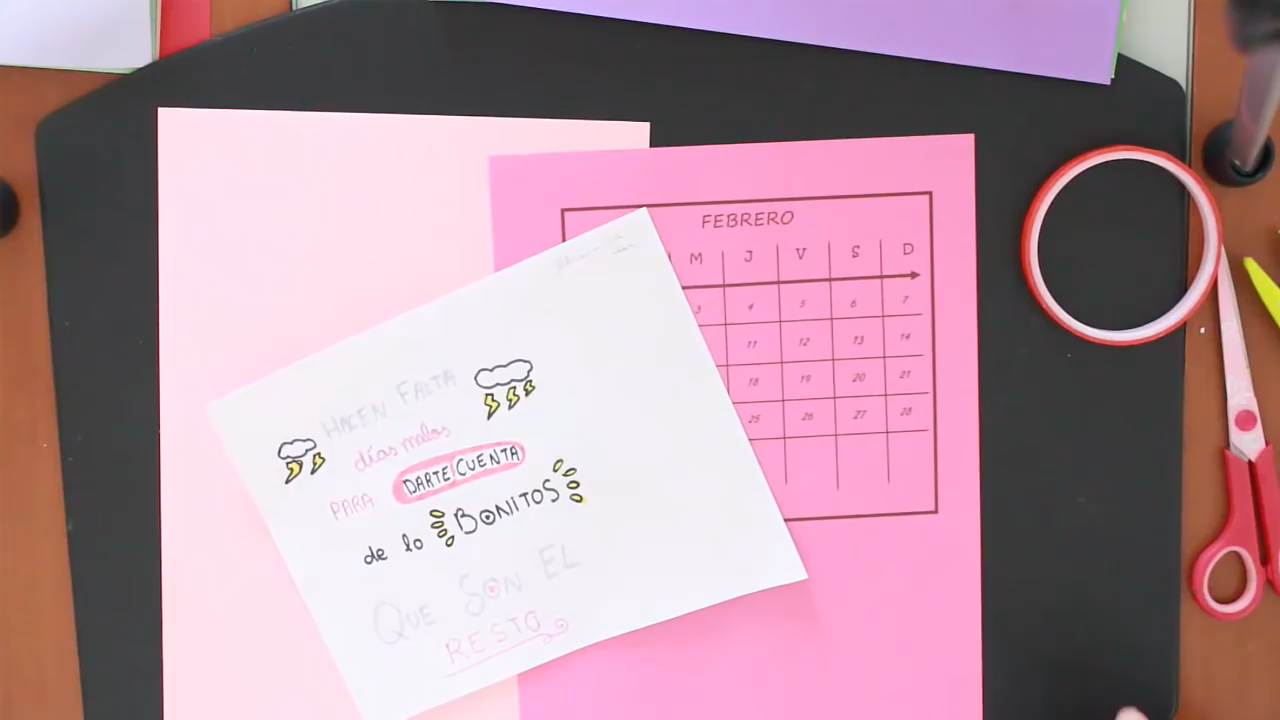 FEBRERO
M J V S D
3 4 5 6 7
11 12 13 14
18 19 20 21
25 26 27 28
HACEN FALTA
días malos
PARA DARTE CUENTA
de lo BONITOS
QUE SON EL
RESTO